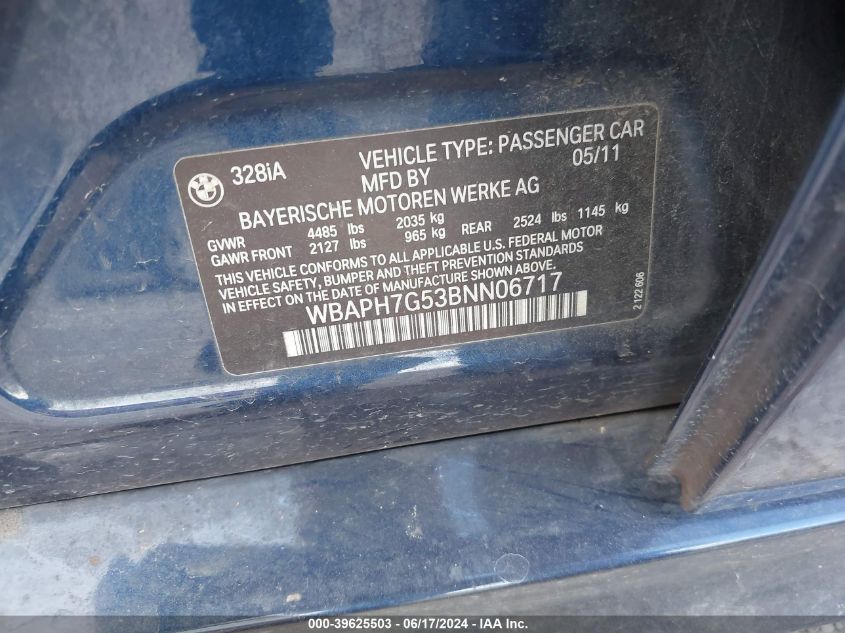 BMW
328iA
VEHICLE TYPE: PASSENGER CAR
MFD BY 05/11
BAYERISCHE MOTOREN WERKE AG
GVWR 4485 lbs 2035 kg
GAWR FRONT 2127 lbs 965 kg REAR 2524 lbs 1145 kg
THIS VEHICLE CONFORMS TO ALL APPLICABLE U.S. FEDERAL MOTOR
VEHICLE SAFETY, BUMPER AND THEFT PREVENTION STANDARDS
IN EFFECT ON THE DATE OF MANUFACTURE SHOWN ABOVE.
WBAPH7G53BNN06717
2 122 606
000-39625503 - 06/17/2024 - IAA Inc.